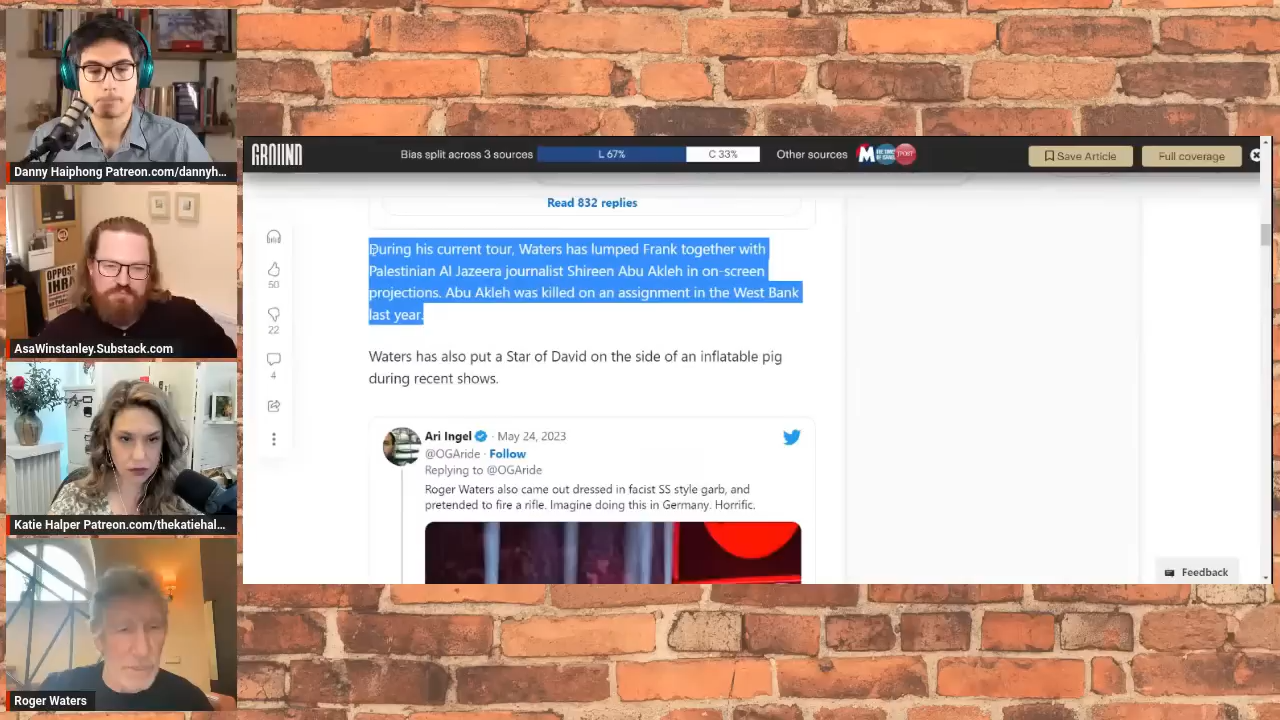 Danny Haiphong Patreon.com/dannyh...
AsaWinstanley.Substack.com
OPPOSE
IHRA
Katie Halper Patreon.com/thekatiehal...
Roger Waters
GROUND
Bias split across 3 sources
L 67%
C 33%
Other sources
Save Article
Full coverage
Read 832 replies
50
22
4
During his current tour, Waters has lumped Frank together with
Palestinian Al Jazeera journalist Shireen Abu Akleh in on-screen
projections. Abu Akleh was killed on an assignment in the West Bank
last year.
Waters has also put a Star of David on the side of an inflatable pig
during recent shows.
Ari Ingel · May 24, 2023
@OGAride · Follow
Replying to @OGAride
Roger Waters also came out dressed in facist SS style garb, and
pretended to fire a rifle. Imagine doing this in Germany. Horrific.
Feedback